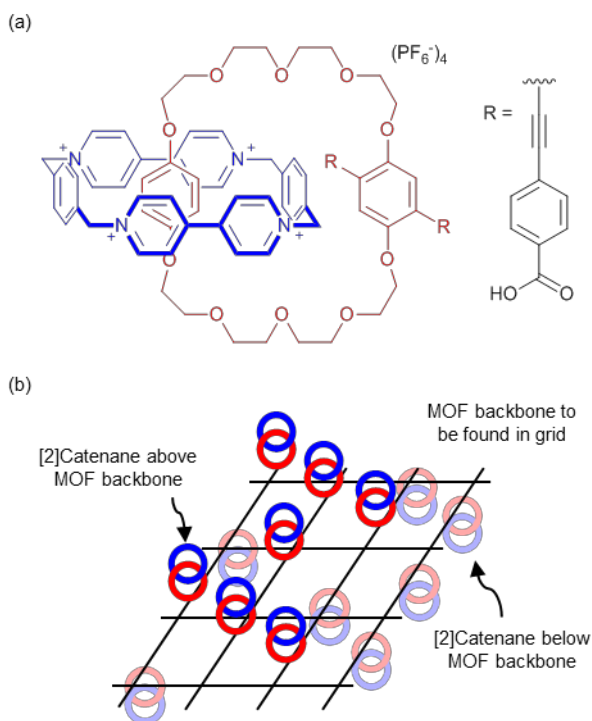 (a)
(PF₆⁻)₄
O O O
O O
R =
R
O O
+ N N +
R
+ N N +
O O
HO O
O O
O O O
(b)
MOF backbone to
be found in grid
[2]Catenane above
MOF backbone
[2]Catenane below
MOF backbone